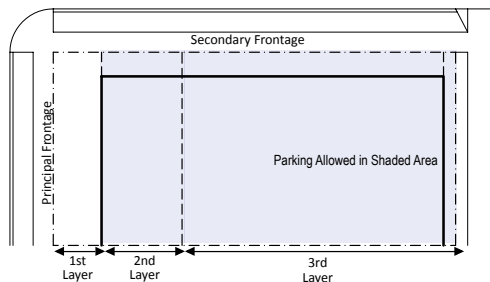 Secondary Frontage
Principal Frontage
Parking Allowed in Shaded Area
1st
Layer
2nd
Layer
3rd
Layer